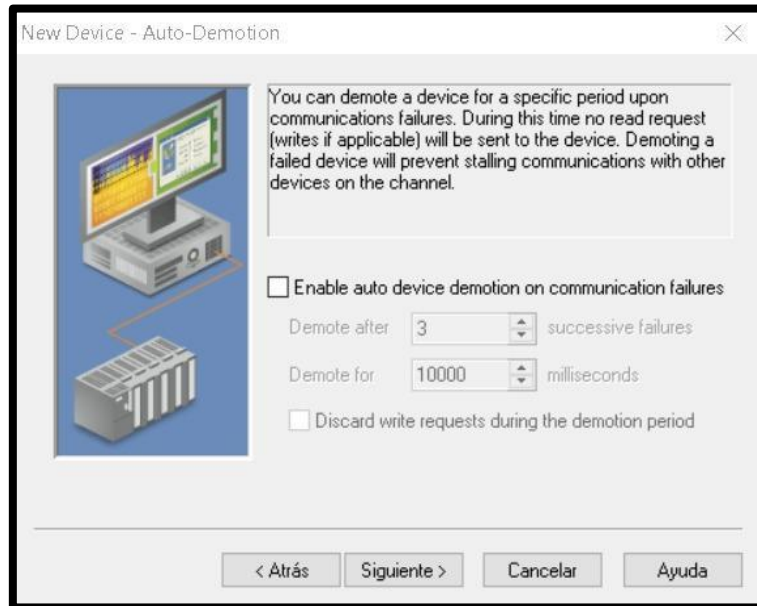 New Device - Auto-Demotion
You can demote a device for a specific period upon
communications failures. During this time no read request
(writes if applicable) will be sent to the device. Demoting a
failed device will prevent stalling communications with other
devices on the channel.
Enable auto device demotion on communication failures
Demote after 3 successive failures
Demote for 10000 milliseconds
Discard write requests during the demotion period
< Atrás Siguiente > Cancelar Ayuda